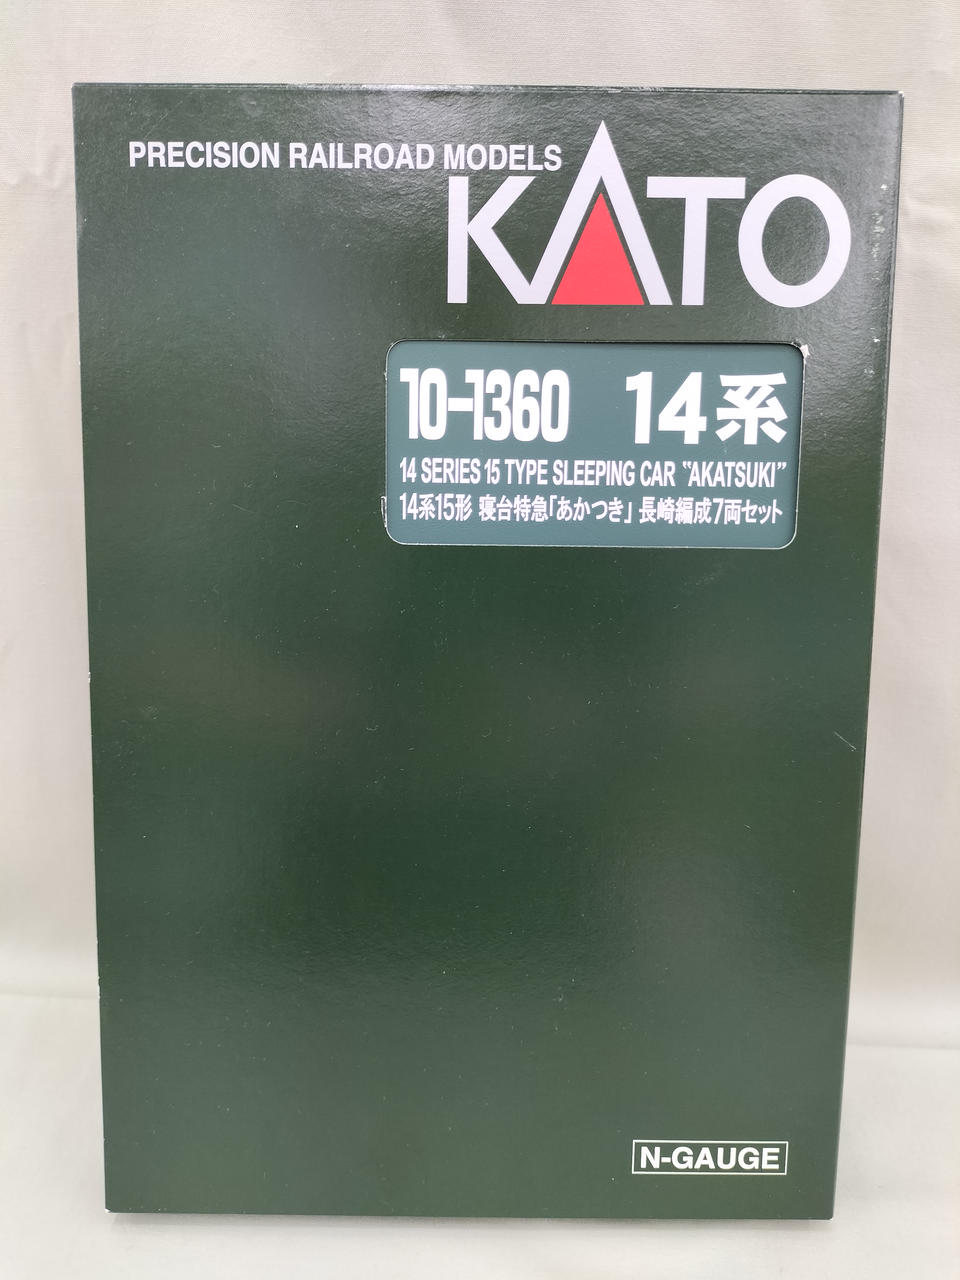 PRECISION RAILROAD MODELS
KATO
10-1360 14系
14 SERIES 15 TYPE SLEEPING CAR “AKATSUKI”
14系15形 寝台特急「あかつき」 長崎編成7両セット
N-GAUGE